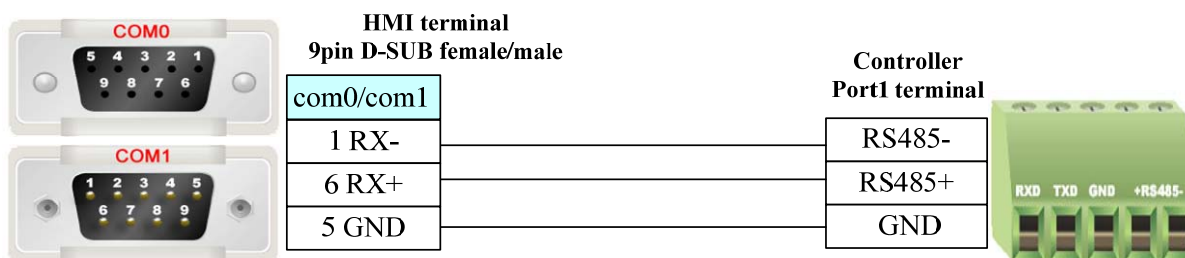 COM0
5 4 3 2 1
9 8 7 6
COM1
1 2 3 4 5
6 7 8 9
HMI terminal
9pin D-SUB female/male
com0/com1
1 RX-
6 RX+
5 GND
Controller
Port1 terminal
RS485-
RS485+
GND
RXD TXD GND +RS485-